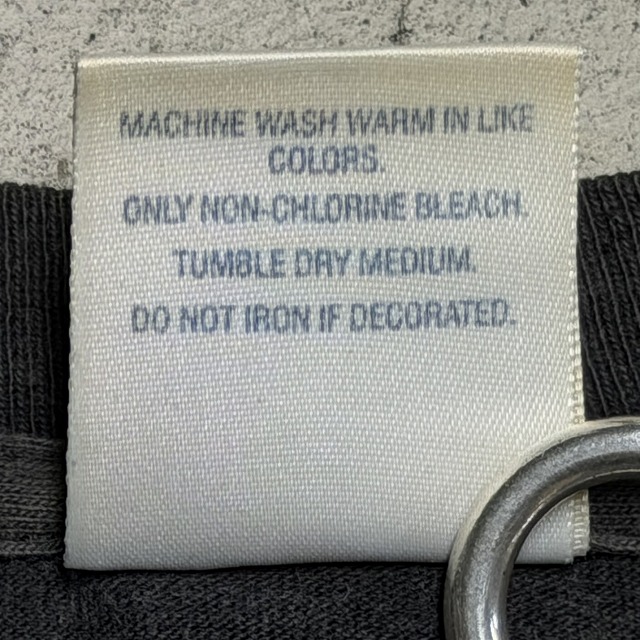 MACHINE WASH WARM IN LIKE
COLORS.
ONLY NON-CHLORINE BLEACH.
TUMBLE DRY MEDIUM.
DO NOT IRON IF DECORATED.